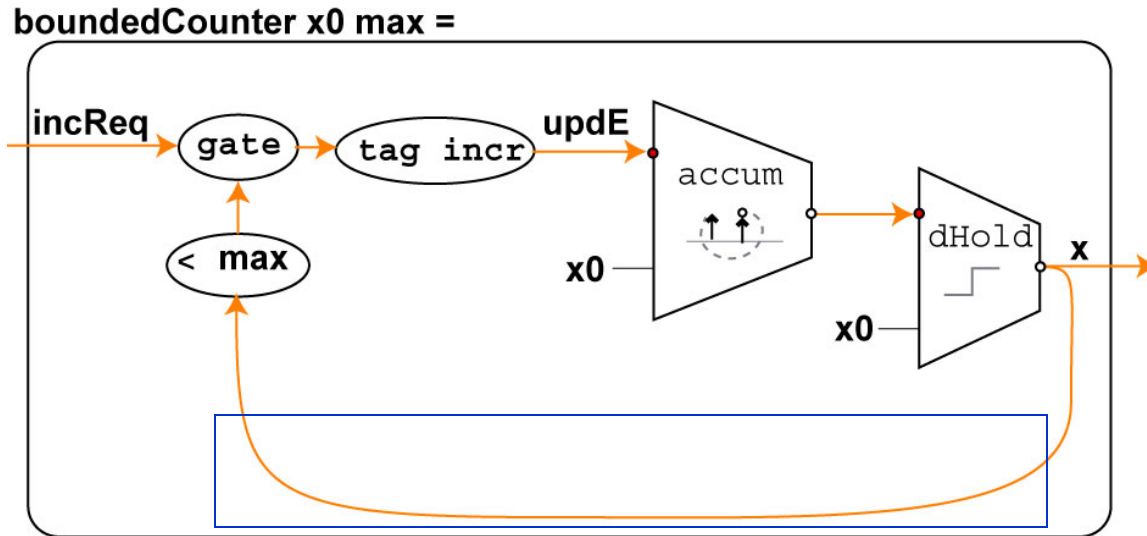 boundedCounter x0 max =
incReq
gate
tag incr
updE
accum
x0
< max
dHold
x
x0